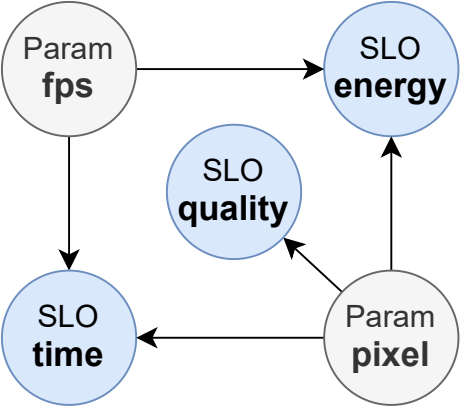 Param
fps
SLO
energy
SLO
quality
SLO
time
Param
pixel